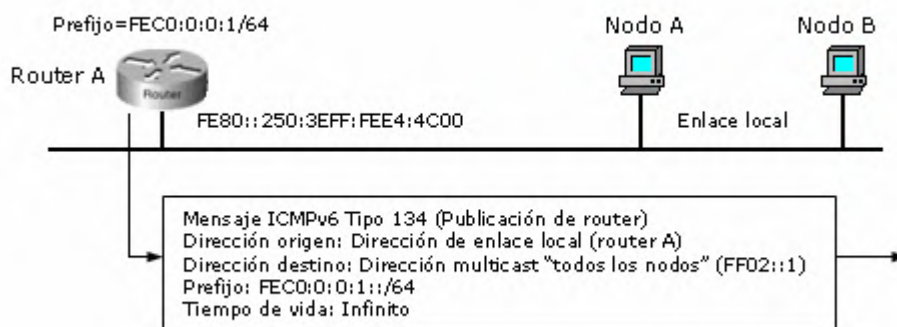 Prefijo=FEC0:0:0:1/64
Nodo A
Nodo B
Router A
Router
FE80::250:3EFF:FEE4:4C00
Enlace local
Mensaje ICMPv6 Tipo 134 (Publicación de router)
Dirección origen: Dirección de enlace local (router A)
Dirección destino: Dirección multicast “todos los nodos” (FF02::1)
Prefijo: FEC0:0:0:1::/64
Tiempo de vida: Infinito